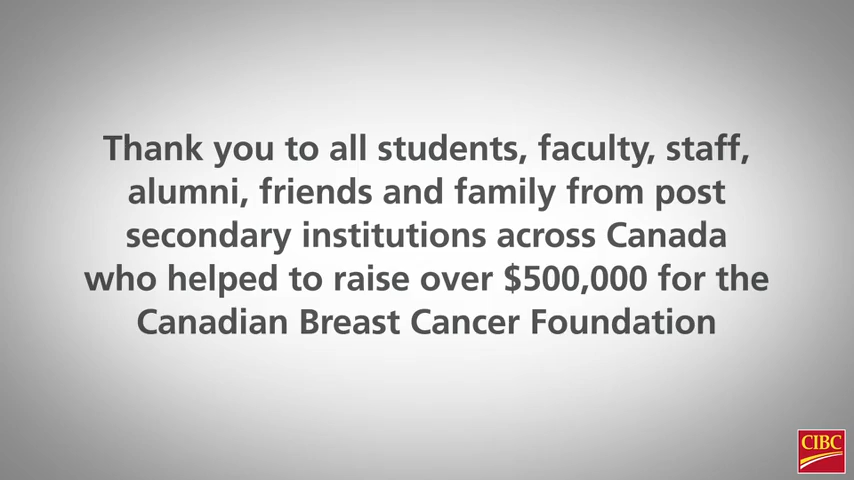 Thank you to all students, faculty, staff,
alumni, friends and family from post
secondary institutions across Canada
who helped to raise over $500,000 for the
Canadian Breast Cancer Foundation
CIBC